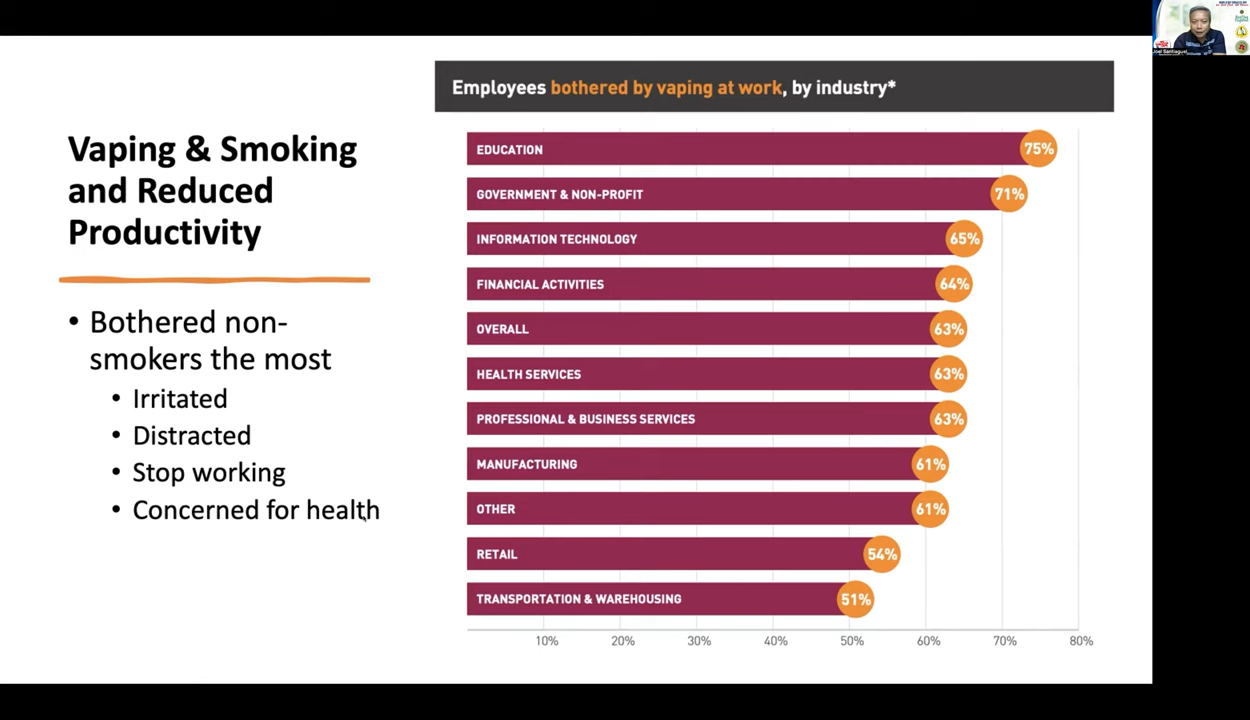 Joel Santiaguel
Employees bothered by vaping at work, by industry*
Vaping & Smoking
and Reduced
Productivity
• Bothered non-
smokers the most
• Irritated
• Distracted
• Stop working
• Concerned for health
EDUCATION 75%
GOVERNMENT & NON-PROFIT 71%
INFORMATION TECHNOLOGY 65%
FINANCIAL ACTIVITIES 64%
OVERALL 63%
HEALTH SERVICES 63%
PROFESSIONAL & BUSINESS SERVICES 63%
MANUFACTURING 61%
OTHER 61%
RETAIL 54%
TRANSPORTATION & WAREHOUSING 51%
10% 20% 30% 40% 50% 60% 70% 80%